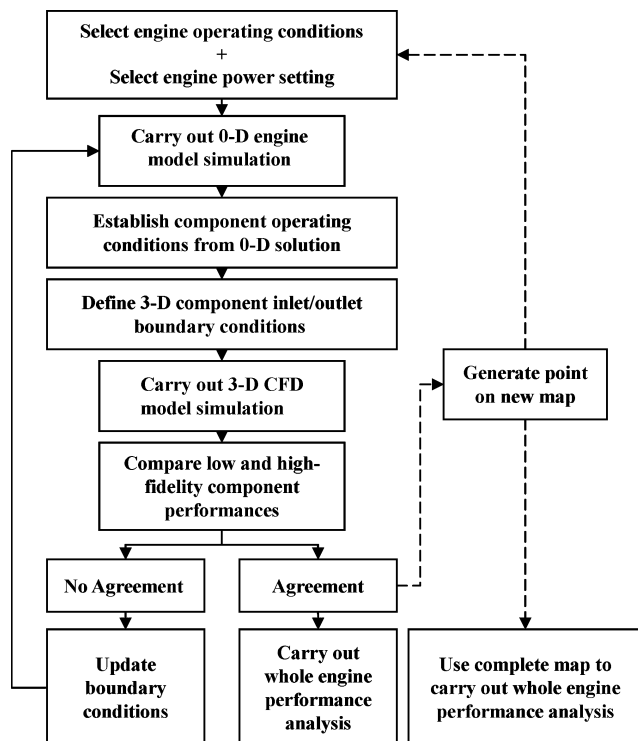 Select engine operating conditions
+
Select engine power setting
Carry out 0-D engine
model simulation
Establish component operating
conditions from 0-D solution
Define 3-D component inlet/outlet
boundary conditions
Carry out 3-D CFD
model simulation
Generate point
on new map
Compare low and high-
fidelity component
performances
No Agreement
Agreement
Update
boundary
conditions
Carry out
whole engine
performance
analysis
Use complete map to
carry out whole engine
performance analysis